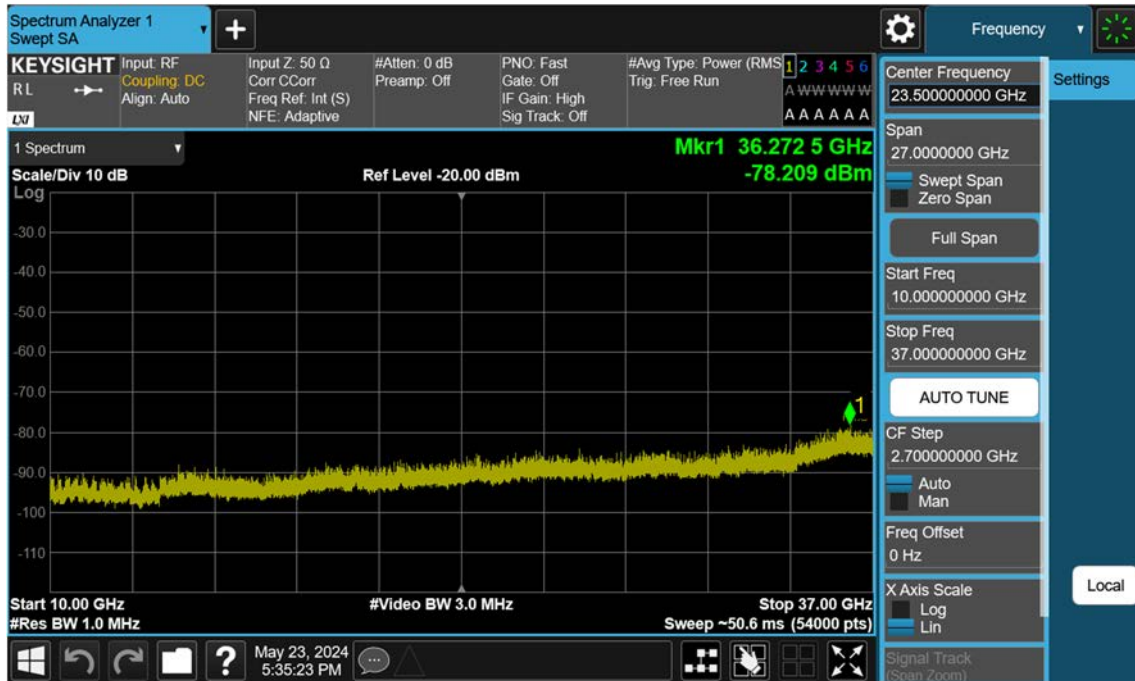 Spectrum Analyzer 1
Swept SA
Frequency
KEYSIGHT
R L
LXI
Input: RF
Coupling: DC
Align: Auto
Input Z: 50 Ω
Corr CCorr
Freq Ref: Int (S)
NFE: Adaptive
#Atten: 0 dB
Preamp: Off
PNO: Fast
Gate: Off
IF Gain: High
Sig Track: Off
#Avg Type: Power (RMS
Trig: Free Run
1 2 3 4 5 6
A W W W W W
A A A A A A
1 Spectrum
Mkr1 36.272 5 GHz
-78.209 dBm
Scale/Div 10 dB
Ref Level -20.00 dBm
Log
-30.0
-40.0
-50.0
-60.0
-70.0
-80.0
-90.0
-100
-110
1
Start 10.00 GHz
#Video BW 3.0 MHz
Stop 37.00 GHz
#Res BW 1.0 MHz
Sweep ~50.6 ms (54000 pts)
May 23, 2024
5:35:23 PM
Center Frequency
23.500000000 GHz
Span
27.0000000 GHz
Swept Span
Zero Span
Full Span
Start Freq
10.000000000 GHz
Stop Freq
37.000000000 GHz
AUTO TUNE
CF Step
2.700000000 GHz
Auto
Man
Freq Offset
0 Hz
X Axis Scale
Log
Lin
Signal Track
(Span Zoom)
Settings
Local